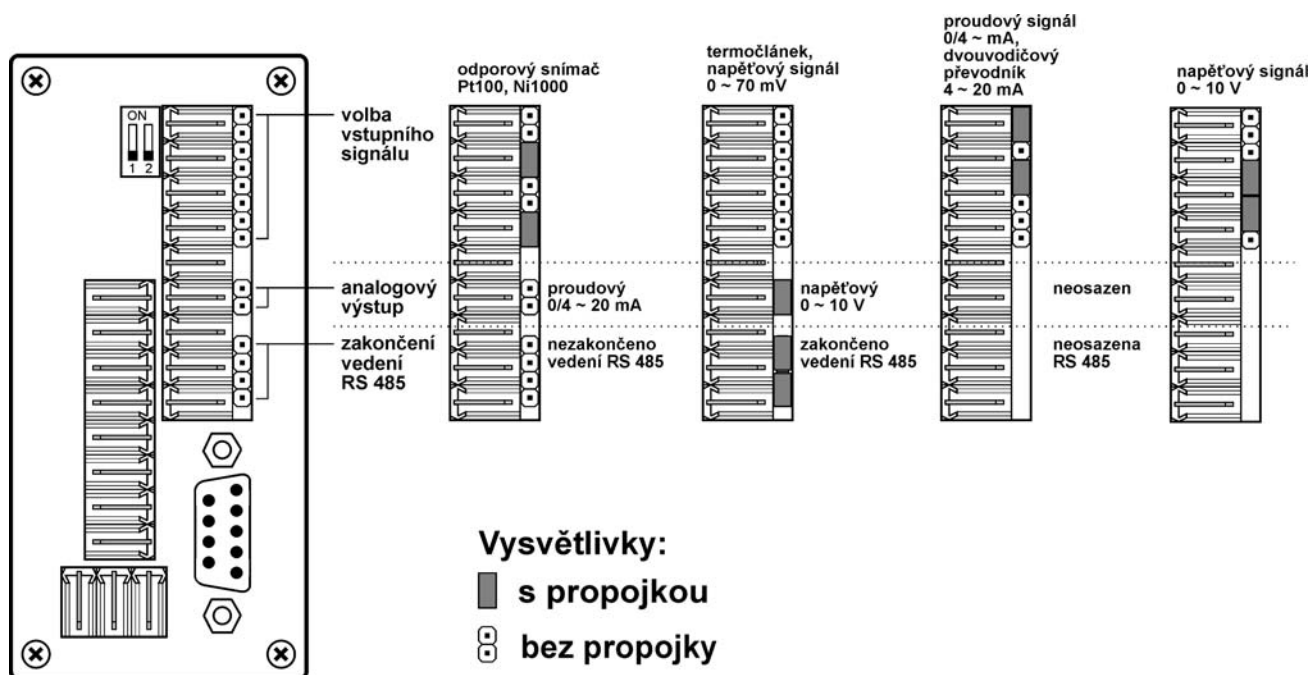 ON
1 2
volba
vstupního
signálu
analogový
výstup
zakončení
vedení
RS 485
odporový snímač
Pt100, Ni1000
proudový
0/4 ~ 20 mA
nezakončeno
vedení RS 485
termočlánek,
napěťový signál
0 ~ 70 mV
napěťový
0 ~ 10 V
zakončeno
vedení RS 485
proudový signál
0/4 ~ mA,
dvouvodičový
převodník
4 ~ 20 mA
neosazen
neosazena
RS 485
napěťový signál
0 ~ 10 V
Vysvětlivky:
s propojkou
bez propojky